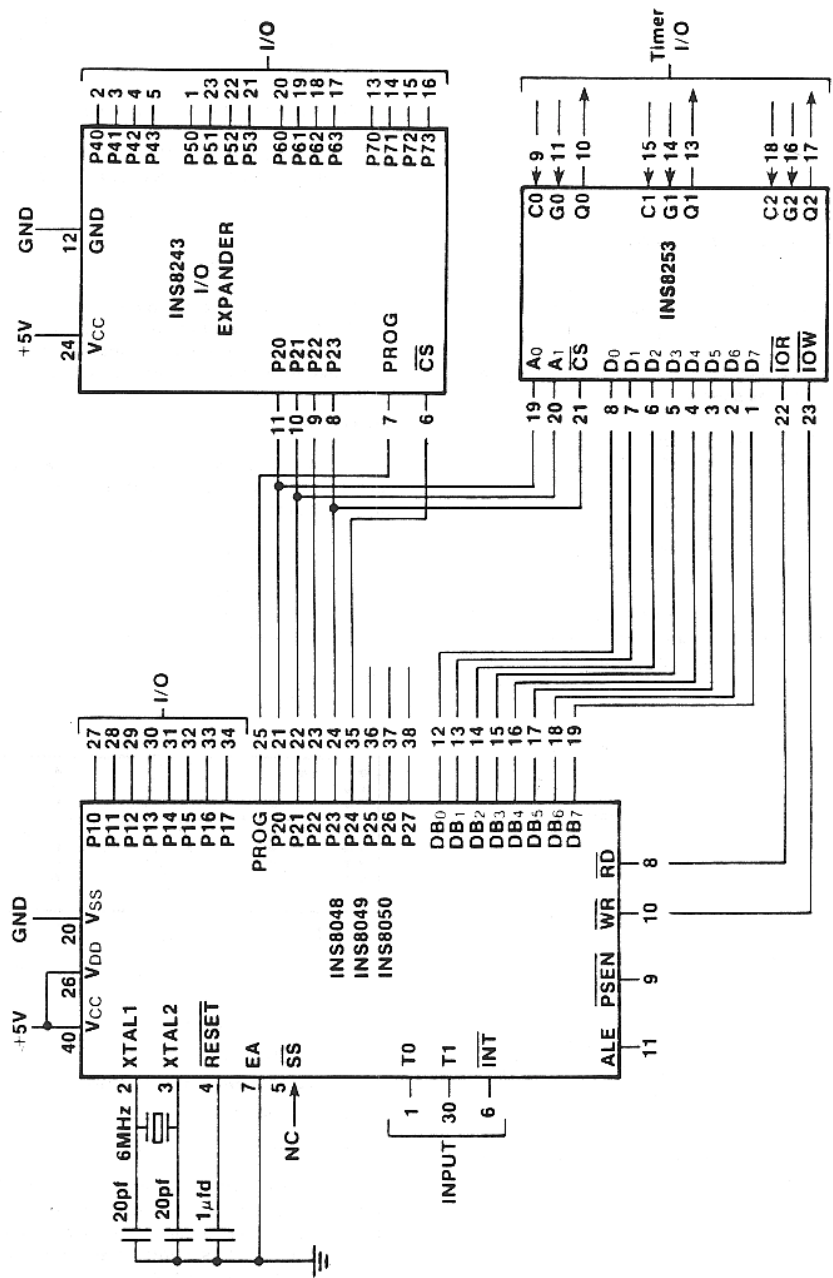 +5V
GND
40
26
20
VCC
VDD
VSS
20pf
6MHz
20pf
1µfd
2
XTAL1
3
XTAL2
4
RESET
7
EA
5
SS
NC
INPUT
1
T0
30
T1
6
INT
INS8048
INS8049
INS8050
P10 27
P11 28
P12 29
P13 30
P14 31
P15 32
P16 33
P17 34
I/O
PROG 25
P20 21
P21 22
P22 23
P23 24
P24 35
P25 36
P26 37
P27 38
DB0 12
DB1 13
DB2 14
DB3 15
DB4 16
DB5 17
DB6 18
DB7 19
ALE
PSEN
WR
RD
11
9
10
8
+5V
GND
24
12
VCC
GND
INS8243
I/O
EXPANDER
11 P20
10 P21
9 P22
8 P23
7 PROG
6 CS
P40 2
P41 3
P42 4
P43 5
P50 1
P51 23
P52 22
P53 21
P60 20
P61 19
P62 18
P63 17
P70 13
P71 14
P72 15
P73 16
I/O
INS8253
19 A0
20 A1
21 CS
8 D0
7 D1
6 D2
5 D3
4 D4
3 D5
2 D6
1 D7
22 IOR
23 IOW
C0 9
G0 11
Q0 10
C1 15
G1 14
Q1 13
C2 18
G2 16
Q2 17
Timer
I/O